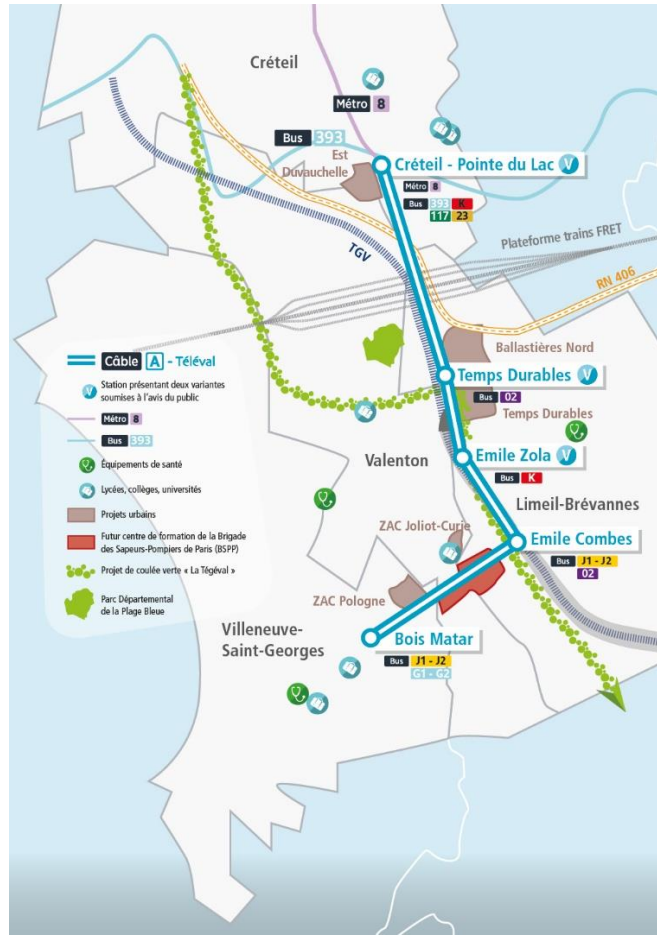 Créteil
Métro 8
Bus 393
Est
Duvauchelle
Créteil - Pointe du Lac V
Métro 8
Bus 393 K
117 23
Plateforme trains FRET
TGV
RN 406
Ballastières Nord
Temps Durables V
Bus 02
Temps Durables
Emile Zola V
Bus K
Valenton
Limeil-Brévannes
ZAC Joliot-Curie
Emile Combes
Bus J1 - J2
02
ZAC Pologne
Villeneuve-
Saint-Georges
Bois Matar
Bus J1 - J2
G1 - G2
Câble A - Téléval
V Station présentant deux variantes
soumises à l'avis du public
Métro 8
Bus 393
Équipements de santé
Lycées, collèges, universités
Projets urbains
Futur centre de formation de la Brigade
des Sapeurs-Pompiers de Paris (BSPP)
Projet de coulée verte « La Tégéval »
Parc Départemental
de la Plage Bleue